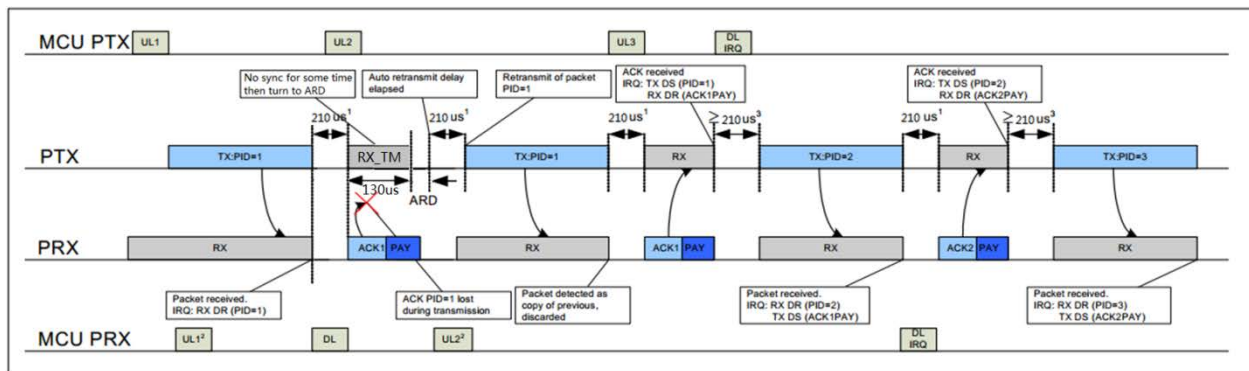 MCU PTX
UL1
UL2
UL3
DL
IRQ
No sync for some time
then turn to ARD
Auto retransmit delay
elapsed
Retransmit of packet
PID=1
ACK received
IRQ: TX DS (PID=1)
RX DR (ACK1PAY)
ACK received
IRQ: TX DS (PID=2)
RX DR (ACK2PAY)
210 us¹
210 us¹
210 us¹
≥ 210 us³
210 us¹
≥ 210 us³
PTX
TX:PID=1
RX_TM
TX:PID=1
RX
TX:PID=2
RX
TX:PID=3
130us
ARD
PRX
RX
ACK1
PAY
RX
ACK1
PAY
RX
ACK2
PAY
RX
Packet received.
IRQ: RX DR (PID=1)
ACK PID=1 lost
during transmission
Packet detected as
copy of previous,
discarded
Packet received.
IRQ: RX DR (PID=2)
TX DS (ACK1PAY)
Packet received.
IRQ: RX DR (PID=3)
TX DS (ACK2PAY)
MCU PRX
UL1²
DL
UL2²
DL
IRQ